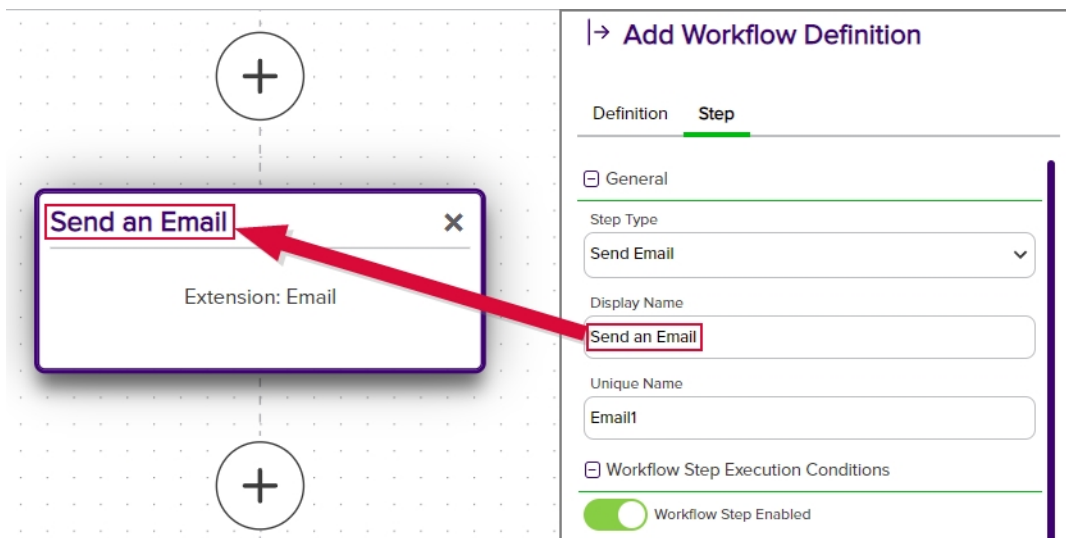 Send an Email
Extension: Email
Add Workflow Definition
Definition Step
General
Step Type
Send Email
Display Name
Send an Email
Unique Name
Email1
Workflow Step Execution Conditions
Workflow Step Enabled